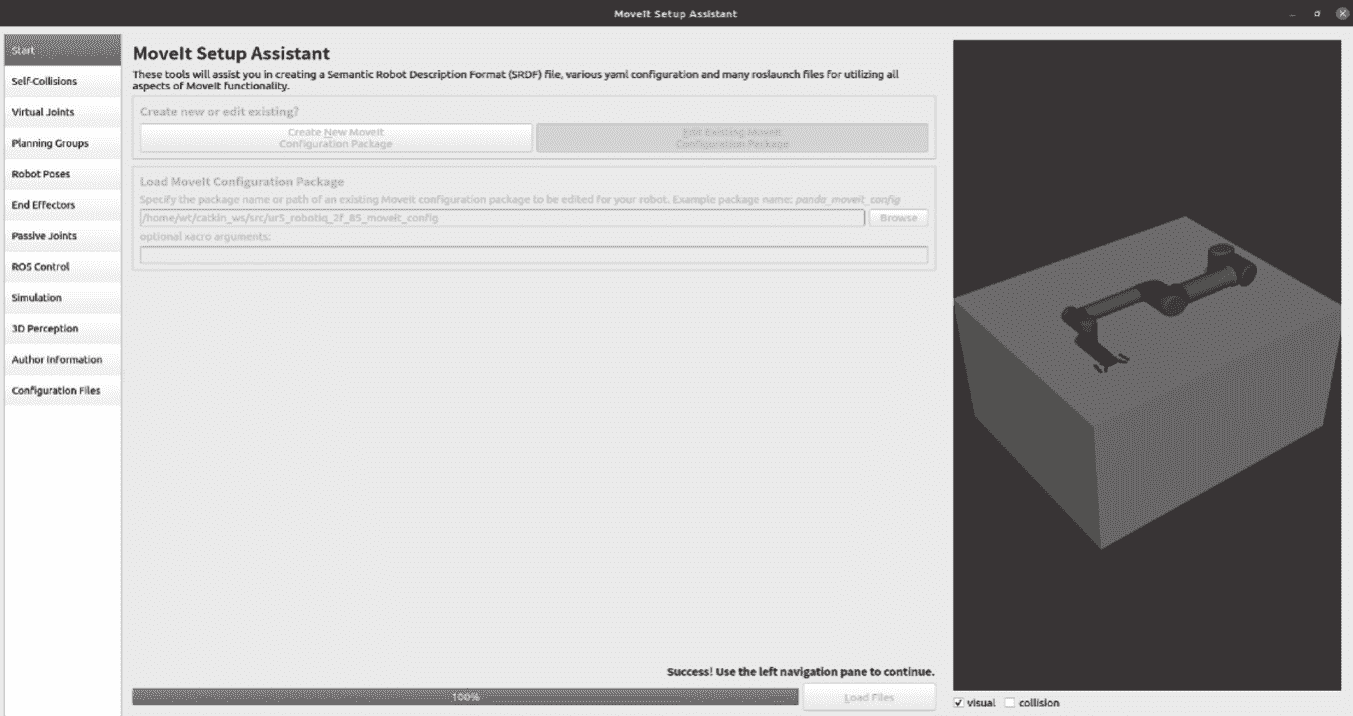 MoveIt Setup Assistant
Start
Self-Collisions
Virtual Joints
Planning Groups
Robot Poses
End Effectors
Passive Joints
ROS Control
Simulation
3D Perception
Author Information
Configuration Files
MoveIt Setup Assistant
These tools will assist you in creating a Semantic Robot Description Format (SRDF) file, various yaml configuration and many roslaunch files for utilizing all
aspects of MoveIt functionality.
Create new or edit existing?
Create New MoveIt
Configuration Package
Edit Existing MoveIt
Configuration Package
Load MoveIt Configuration Package
Specify the package name or path of an existing MoveIt configuration package to be edited for your robot. Example package name: panda_moveit_config
/home/wt/catkin_ws/src/ur5_robotiq_2f_85_moveit_config
Browse
optional xacro arguments:
Success! Use the left navigation pane to continue.
100%
Load Files
visual
collision